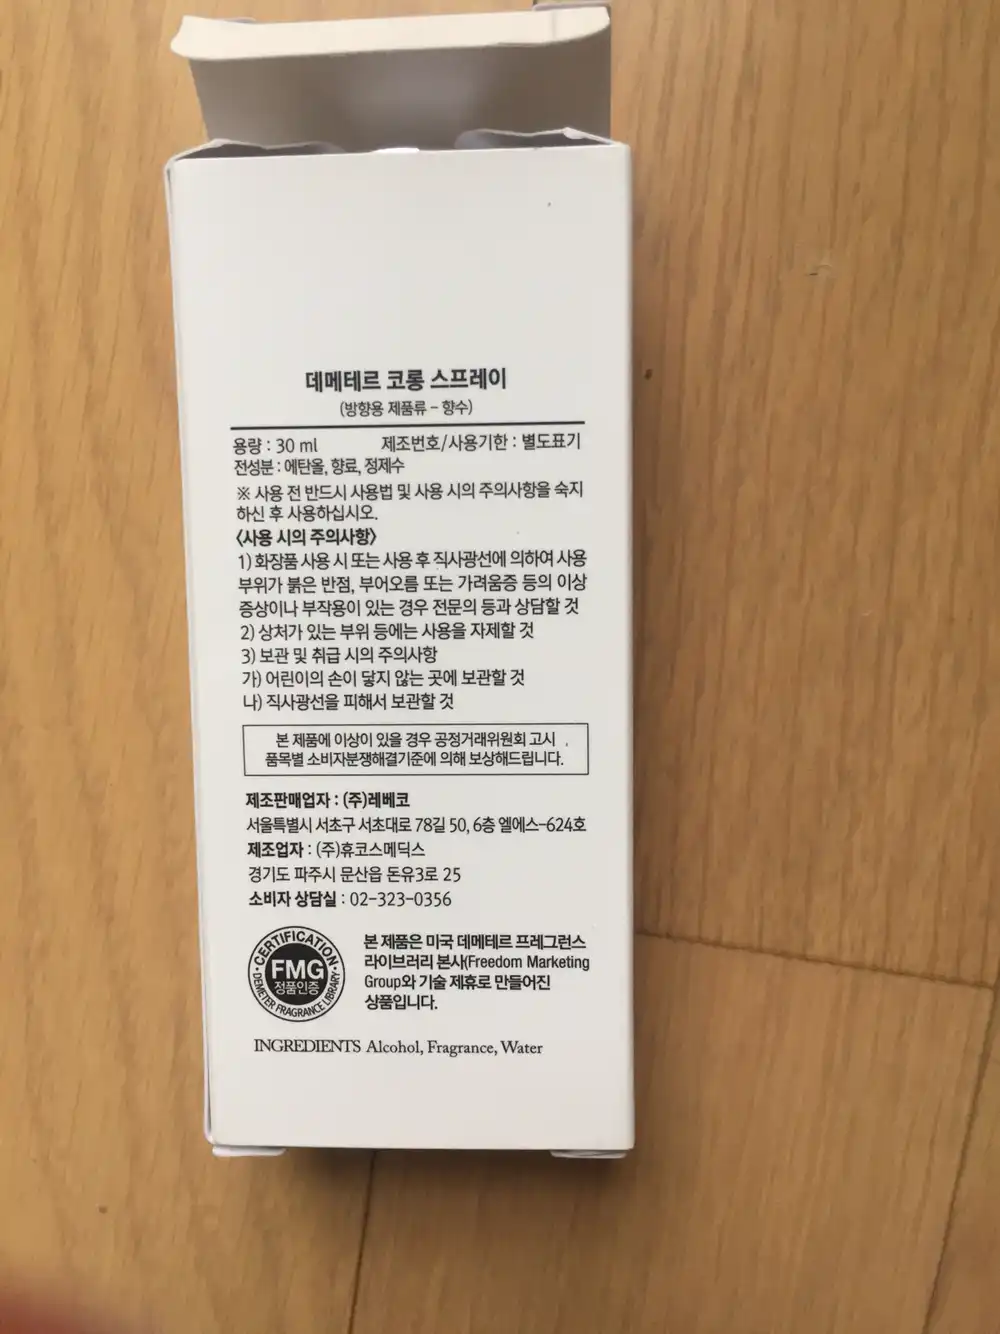 데메테르 코롱 스프레이
(방향용 제품류 - 향수)
용량 : 30 ml 제조번호/사용기한 : 별도표기
전성분 : 에탄올, 향료, 정제수
※ 사용 전 반드시 사용법 및 사용 시의 주의사항을 숙지
하신 후 사용하십시오.
<사용 시의 주의사항>
1) 화장품 사용 시 또는 사용 후 직사광선에 의하여 사용
부위가 붉은 반점, 부어오름 또는 가려움증 등의 이상
증상이나 부작용이 있는 경우 전문의 등과 상담할 것
2) 상처가 있는 부위 등에는 사용을 자제할 것
3) 보관 및 취급 시의 주의사항
가) 어린이의 손이 닿지 않는 곳에 보관할 것
나) 직사광선을 피해서 보관할 것
본 제품에 이상이 있을 경우 공정거래위원회 고시
품목별 소비자분쟁해결기준에 의해 보상해드립니다.
제조판매업자 : (주)레베코
서울특별시 서초구 서초대로 78길 50, 6층 엘에스-624호
제조업자 : (주)휴코스메딕스
경기도 파주시 문산읍 돈유3로 25
소비자 상담실 : 02-323-0356
CERTIFICATION
FMG
정품인증
DEMETER FRAGRANCE LIBRARY
본 제품은 미국 데메테르 프레그런스
라이브러리 본사(Freedom Marketing
Group와 기술 제휴로 만들어진
상품입니다.
INGREDIENTS Alcohol, Fragrance, Water